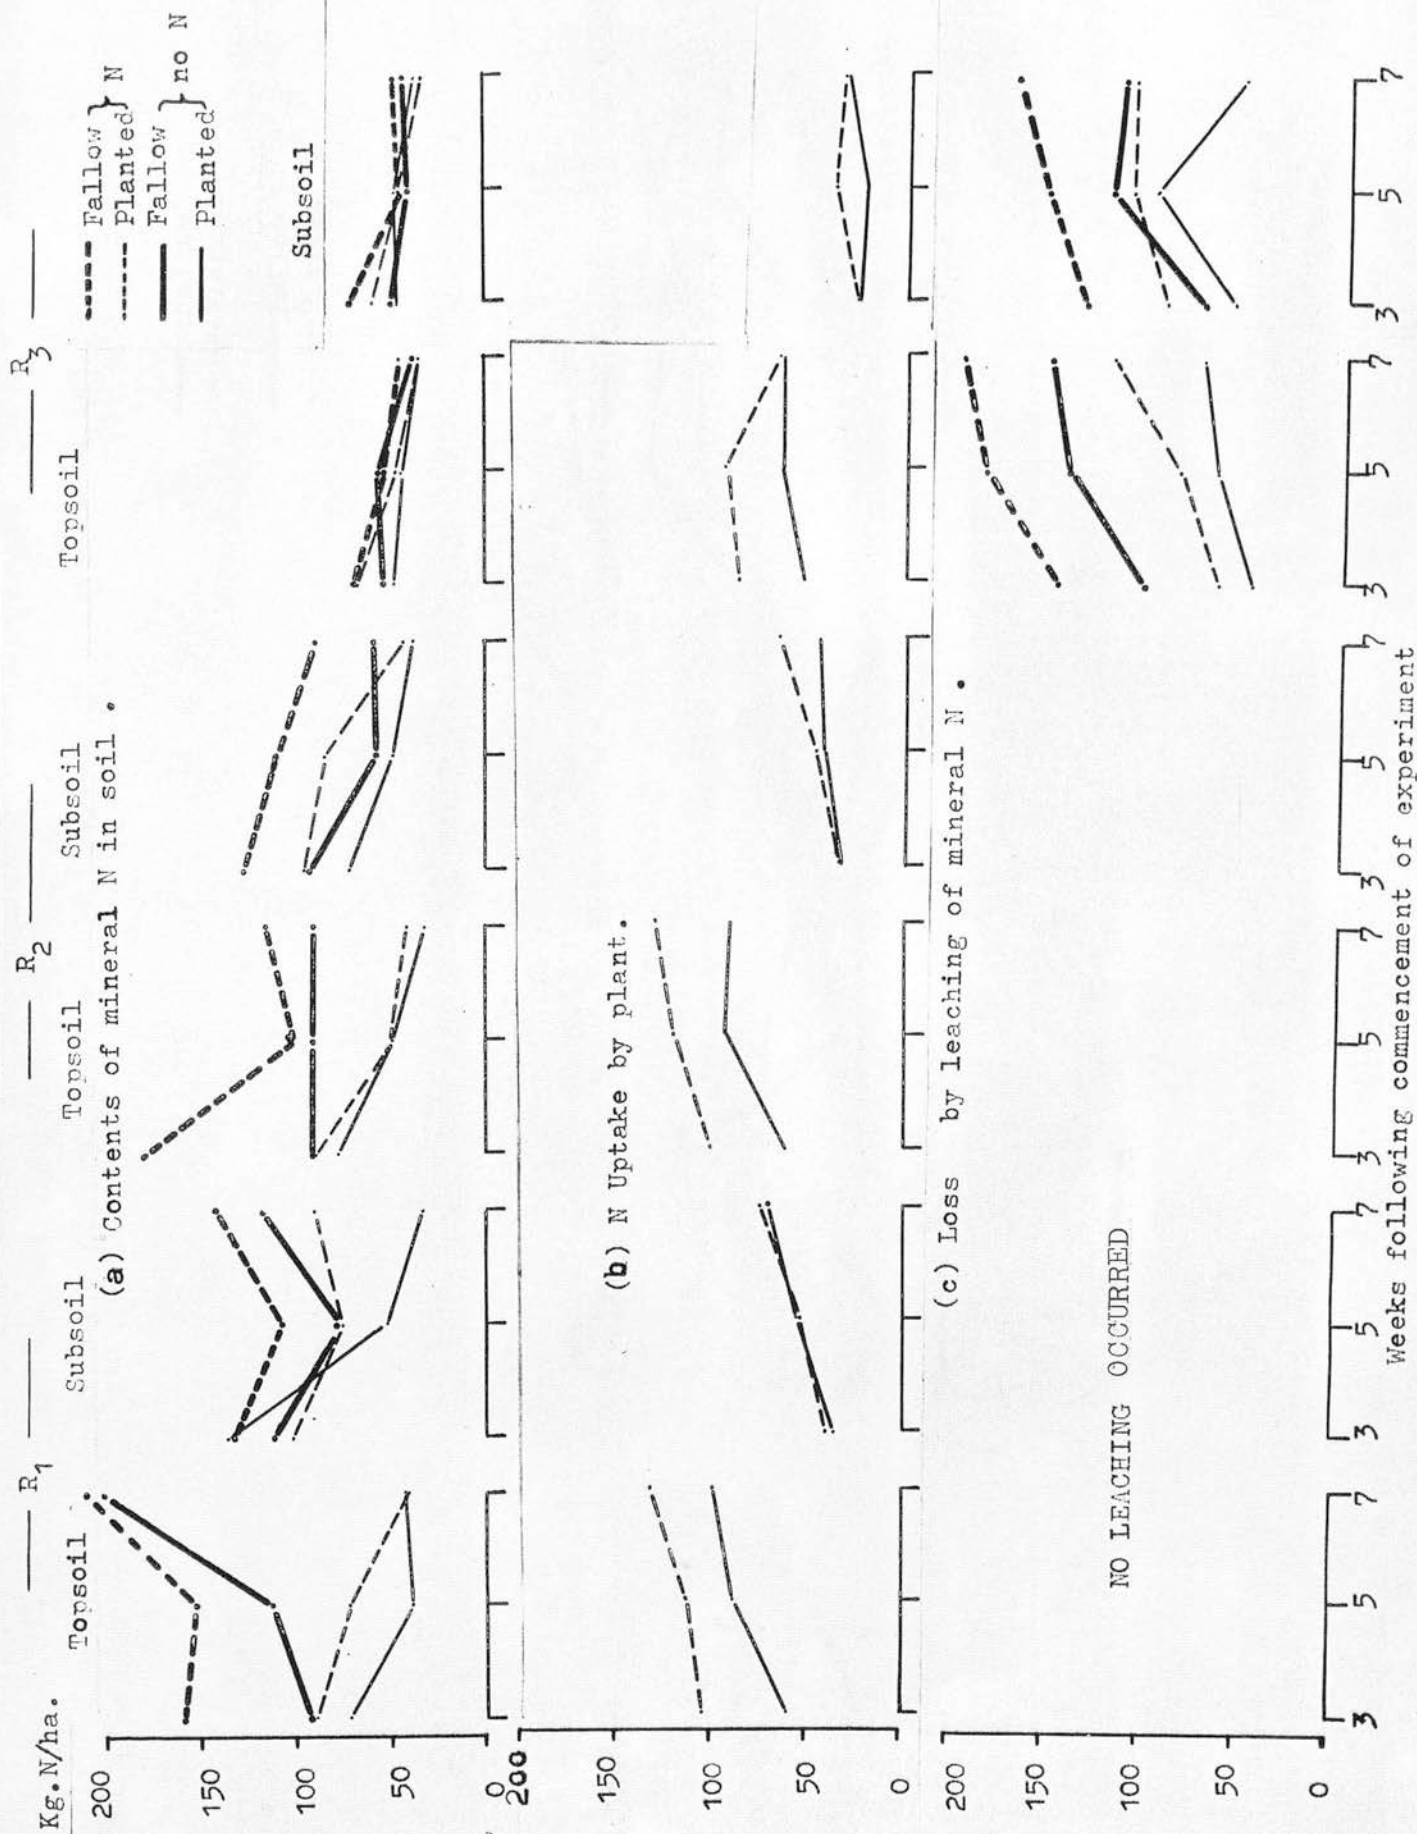 R1 R2 R3
Kg.N/ha. Topsoil Subsoil Topsoil Subsoil Topsoil Subsoil
Fallow } N
Planted
Fallow } no N
Planted
(a) Contents of mineral N in soil .
200
150
100
50
0
(b) N Uptake by plant.
200
150
100
50
0
(c) Loss by leaching of mineral N .
200
150
100
50
0
NO LEACHING OCCURRED
3 5 7 3 5 7 3 5 7 3 5 7 3 5 7 3 5 7
Weeks following commencement of experiment